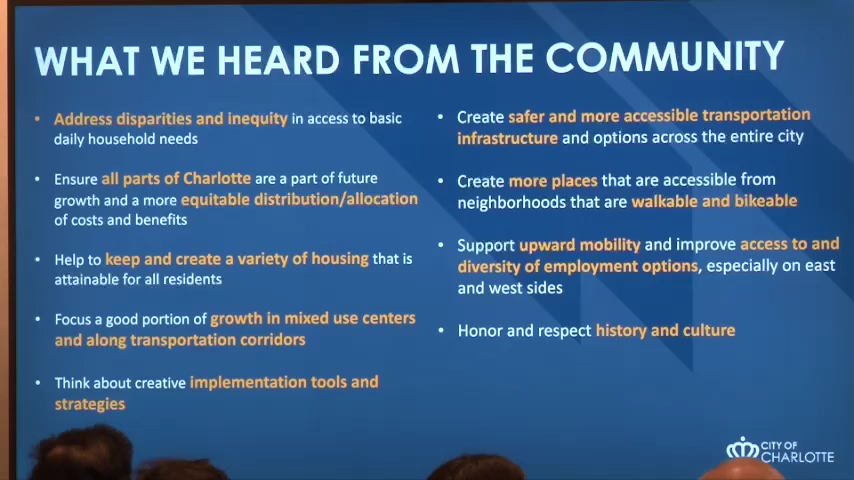 WHAT WE HEARD FROM THE COMMUNITY
• Address disparities and inequity in access to basic
daily household needs
• Ensure all parts of Charlotte are a part of future
growth and a more equitable distribution/allocation
of costs and benefits
• Help to keep and create a variety of housing that is
attainable for all residents
• Focus a good portion of growth in mixed use centers
and along transportation corridors
• Think about creative implementation tools and
strategies
• Create safer and more accessible transportation
infrastructure and options across the entire city
• Create more places that are accessible from
neighborhoods that are walkable and bikeable
• Support upward mobility and improve access to and
diversity of employment options, especially on east
and west sides
• Honor and respect history and culture
CITY OF
CHARLOTTE